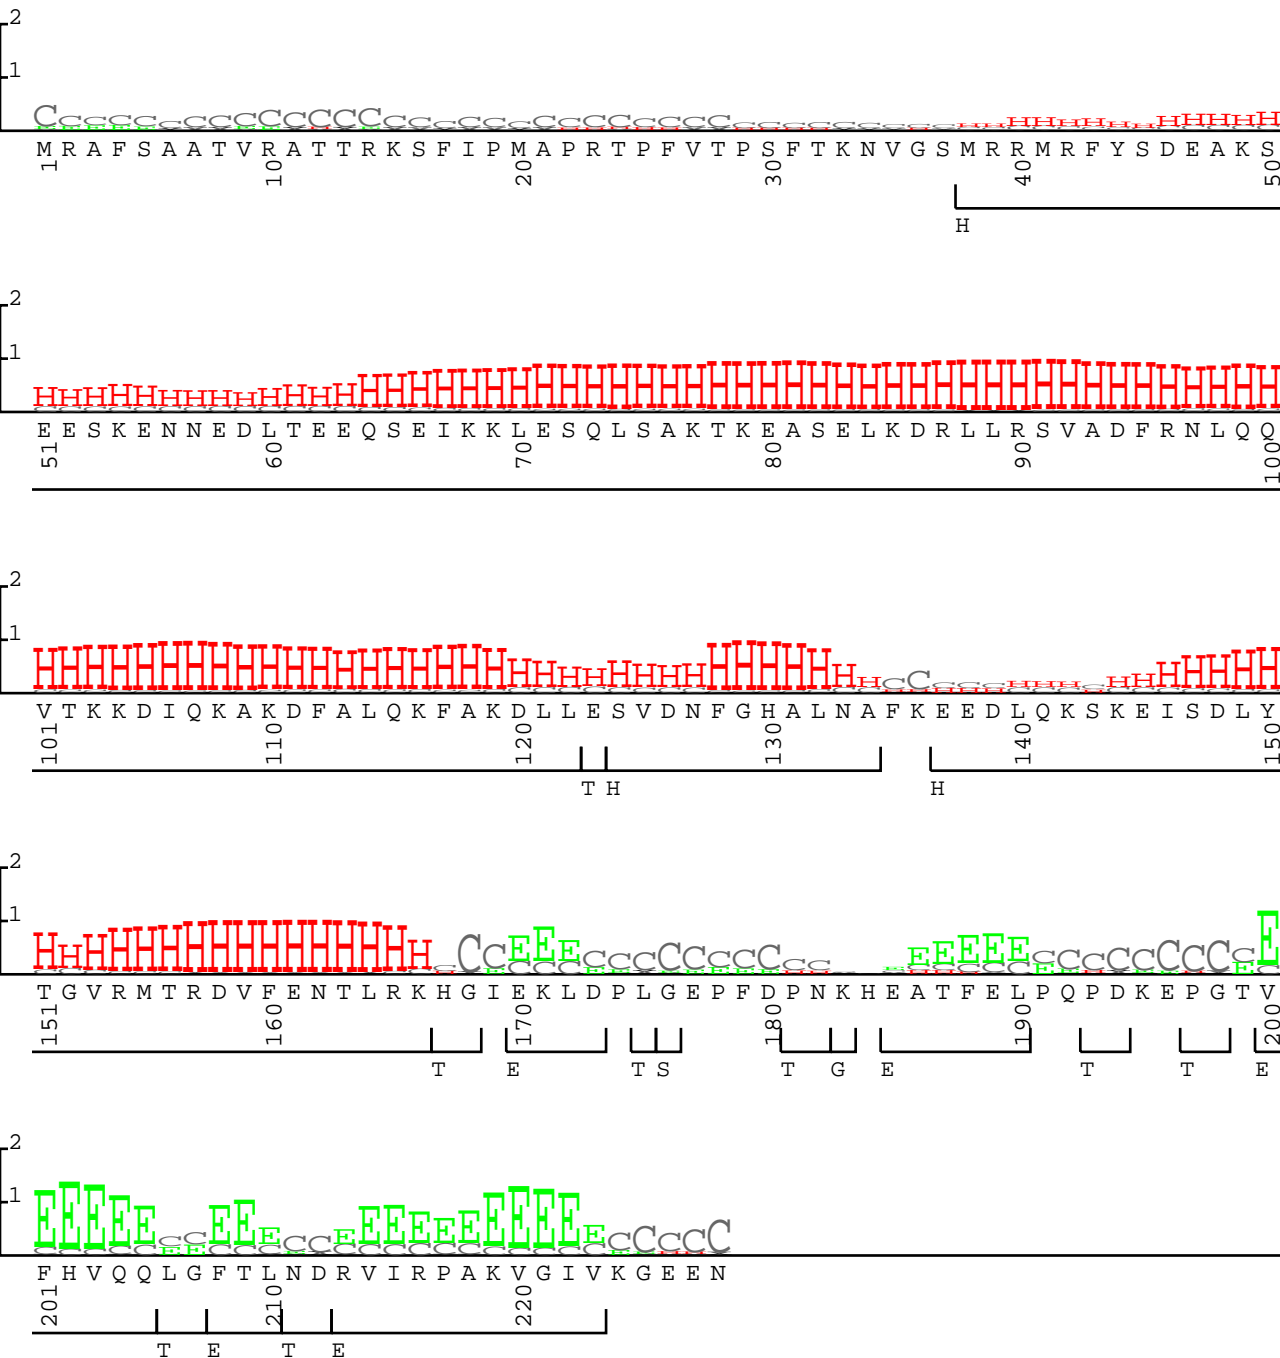 2
1
M R A F S A A T V R A T T R K S F I P M A P R T P F V T P S F T K N V G S M R R M R F Y S D E A K S
1 10 20 30 40 50
H
2
1
E E S K E N N E D L T E E Q S E I K K L E S Q L S A K T K E A S E L K D R L L R S V A D F R N L Q Q
51 60 70 80 90 100
2
1
V T K K D I Q K A K D F A L Q K F A K D L L E S V D N F G H A L N A F K E E D L Q K S K E I S D L Y
101 110 120 130 140 150
T H H
2
1
T G V R M T R D V F E N T L R K H G I E K L D P L G E P F D P N K H E A T F E L P Q P D K E P G T V
151 160 170 180 190 200
T E T S T G E T T E
2
1
F H V Q Q L G F T L N D R V I R P A K V G I V K G E E N
201 210 220
T E T E